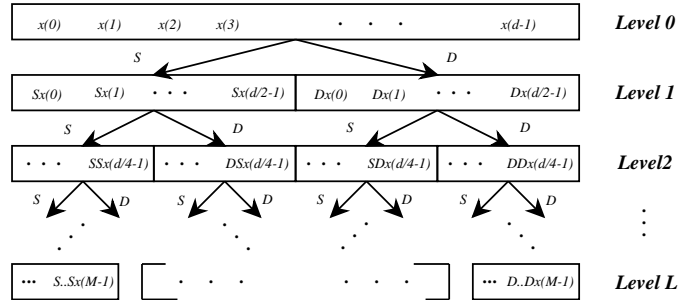 x(0) x(1) x(2) x(3) · · · x(d-1) Level 0
S D
Sx(0) Sx(1) · · · Sx(d/2-1) Dx(0) Dx(1) · · · Dx(d/2-1) Level 1
S D S D
· · · SSx(d/4-1) · · · DSx(d/4-1) · · · SDx(d/4-1) · · · DDx(d/4-1) Level2
S D S D S D S D
··· S..Sx(M-1) · · · · · · ··· D..Dx(M-1) Level L